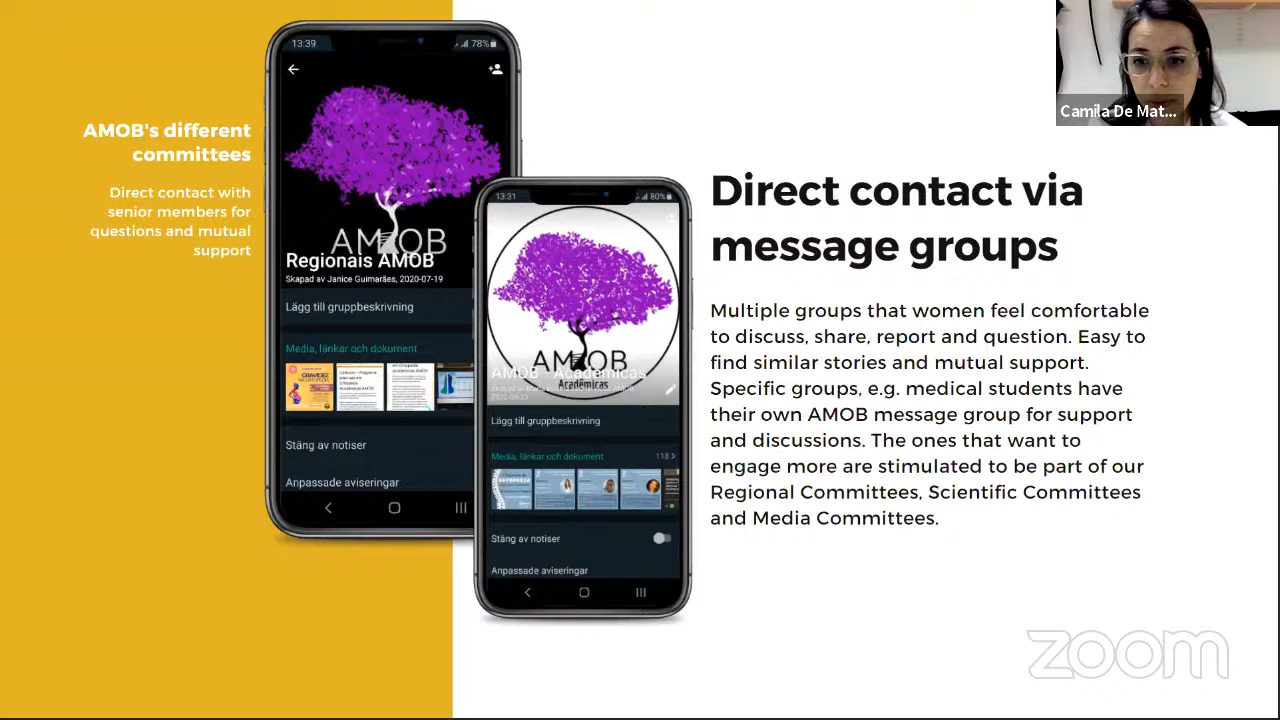 AMOB's different
committees
Direct contact with
senior members for
questions and mutual
support
13:39
78%
AMOB
Regionais AMOB
Skapad av Janice Guimarães, 2020-07-19
Lägg till gruppbeskrivning
Media, länkar och dokument
Stäng av notiser
Anpassade aviseringar
13:31
80%
AMOB
AMOB - Acadêmicas
Acadêmicas
2020-08-23
Lägg till gruppbeskrivning
Media, länkar och dokument
118 >
Stäng av notiser
Anpassade aviseringar
Camila De Mat...
Direct contact via
message groups
Multiple groups that women feel comfortable
to discuss, share, report and question. Easy to
find similar stories and mutual support.
Specific groups, e.g. medical students have
their own AMOB message group for support
and discussions. The ones that want to
engage more are stimulated to be part of our
Regional Committees, Scientific Committees
and Media Committees.
zoom